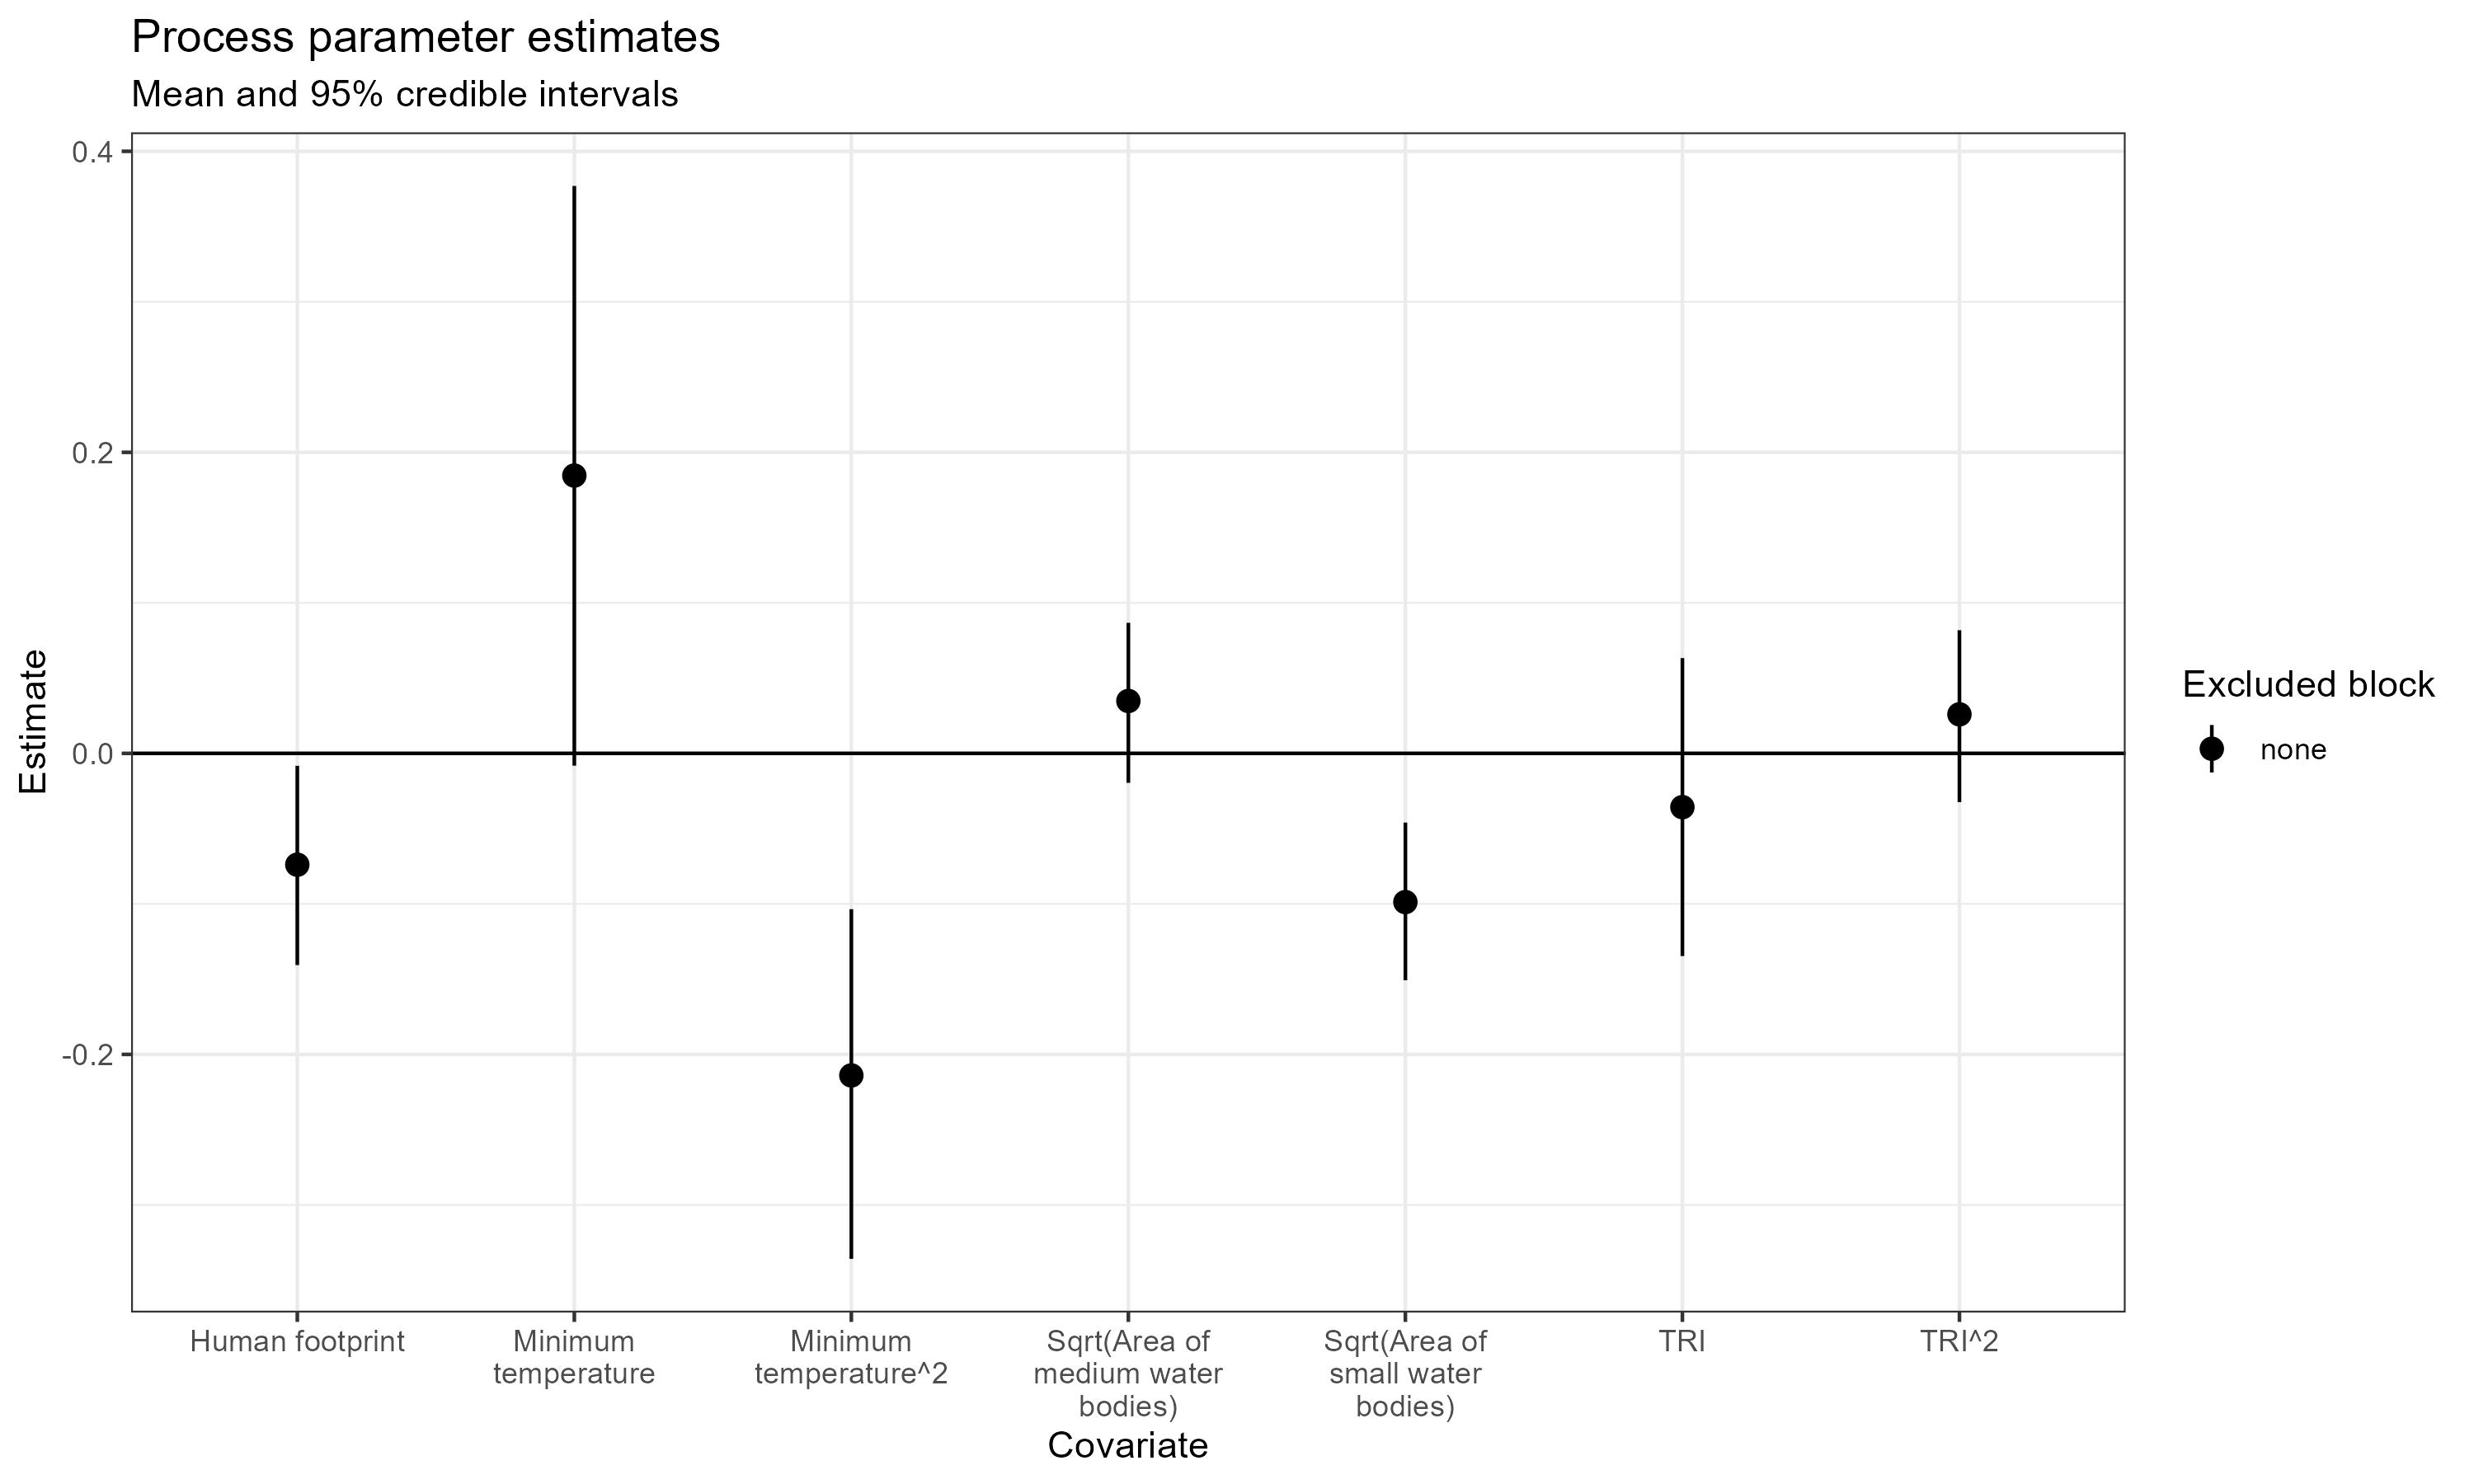 Process parameter estimates
Mean and 95% credible intervals
0.4
0.2
0.0
-0.2
Estimate
Human footprint
Minimum
temperature
Minimum
temperature^2
Sqrt(Area of
medium water
bodies)
Sqrt(Area of
small water
bodies)
TRI
TRI^2
Covariate
Excluded block
none